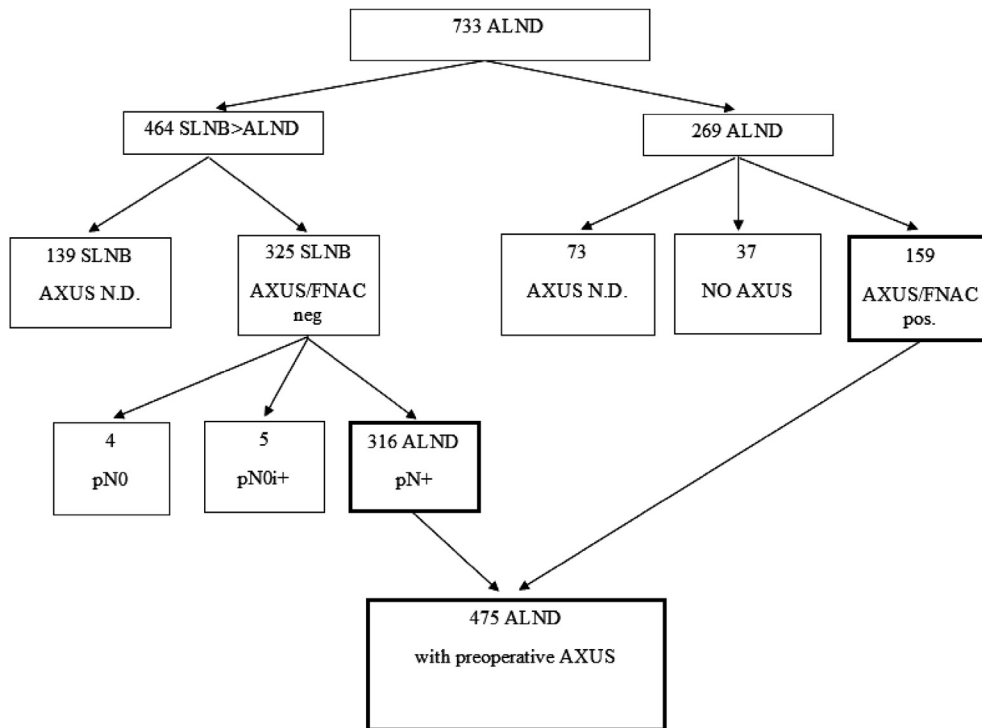 733 ALND
464 SLNB>ALND
269 ALND
139 SLNB
AXUS N.D.
325 SLNB
AXUS/FNAC
neg
73
AXUS N.D.
37
NO AXUS
159
AXUS/FNAC
pos.
4
pN0
5
pN0i+
316 ALND
pN+
475 ALND
with preoperative AXUS